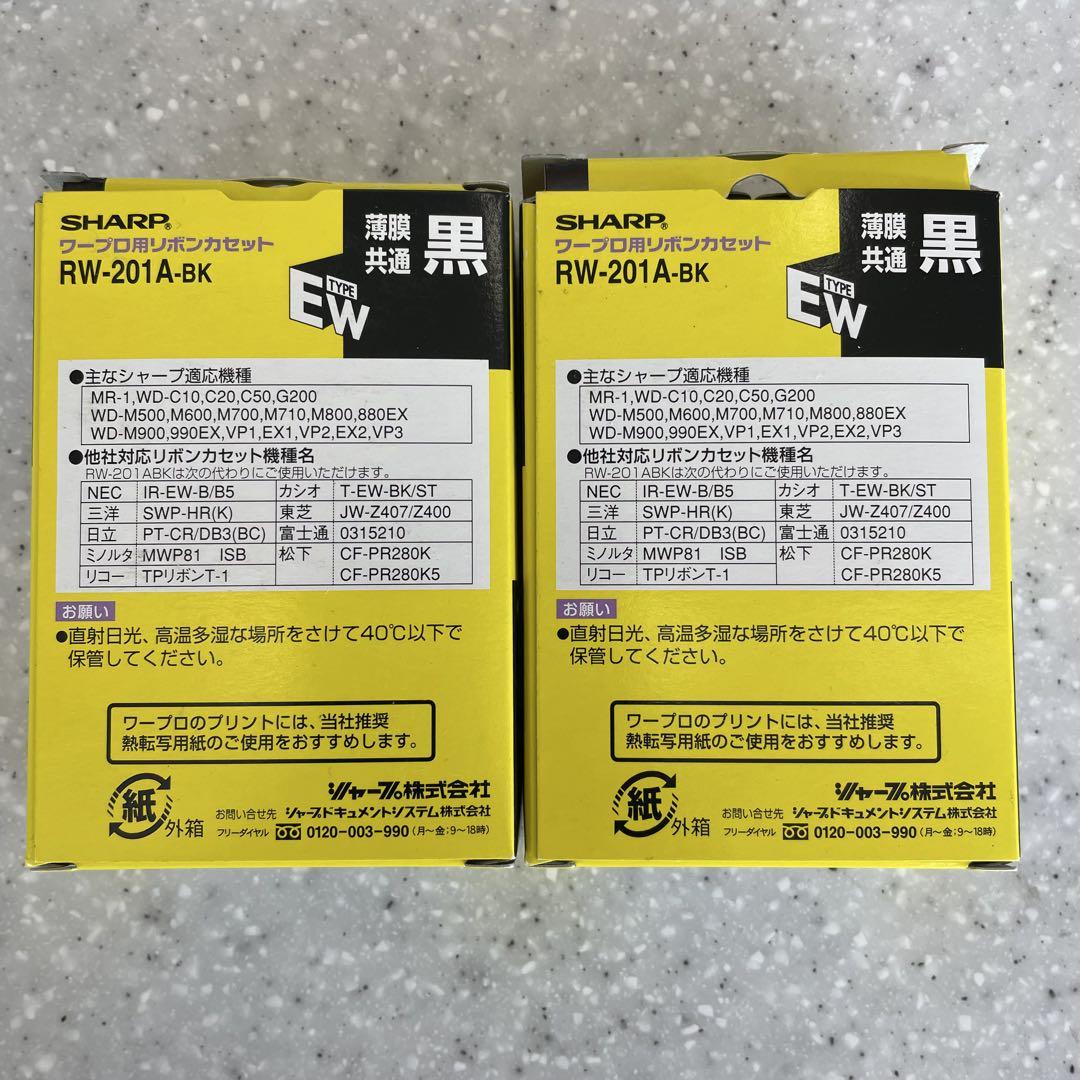 SHARP®
ワープロ用リボンカセット
RW-201A-BK
薄膜
共通
黒
TYPE
EW
●主なシャープ適応機種
MR-1,WD-C10,C20,C50,G200
WD-M500,M600,M700,M710,M800,880EX
WD-M900,990EX,VP1,EX1,VP2,EX2,VP3
●他社対応リボンカセット機種名
RW-201ABKは次の代わりにご使用いただけます。
NEC IR-EW-B/B5 カシオ T-EW-BK/ST
三洋 SWP-HR(K) 東芝 JW-Z407/Z400
日立 PT-CR/DB3(BC) 富士通 0315210
ミノルタ MWP81 ISB 松下 CF-PR280K
リコー TPリボンT-1 CF-PR280K5
お願い
●直射日光、高温多湿な場所をさけて40℃以下で
保管してください。
ワープロのプリントには、当社推奨
熱転写用紙のご使用をおすすめします。
紙
外箱
シャープ株式会社
お問い合せ先 シャープドキュメントシステム株式会社
フリーダイヤル 0120-003-990 (月〜金;9〜18時)
SHARP®
ワープロ用リボンカセット
RW-201A-BK
薄膜
共通
黒
TYPE
EW
●主なシャープ適応機種
MR-1,WD-C10,C20,C50,G200
WD-M500,M600,M700,M710,M800,880EX
WD-M900,990EX,VP1,EX1,VP2,EX2,VP3
●他社対応リボンカセット機種名
RW-201ABKは次の代わりにご使用いただけます。
NEC IR-EW-B/B5 カシオ T-EW-BK/ST
三洋 SWP-HR(K) 東芝 JW-Z407/Z400
日立 PT-CR/DB3(BC) 富士通 0315210
ミノルタ MWP81 ISB 松下 CF-PR280K
リコー TPリボンT-1 CF-PR280K5
お願い
●直射日光、高温多湿な場所をさけて40℃以下で
保管してください。
ワープロのプリントには、当社推奨
熱転写用紙のご使用をおすすめします。
紙
外箱
シャープ株式会社
お問い合せ先 シャープドキュメントシステム株式会社
フリーダイヤル 0120-003-990 (月〜金;9〜18時)